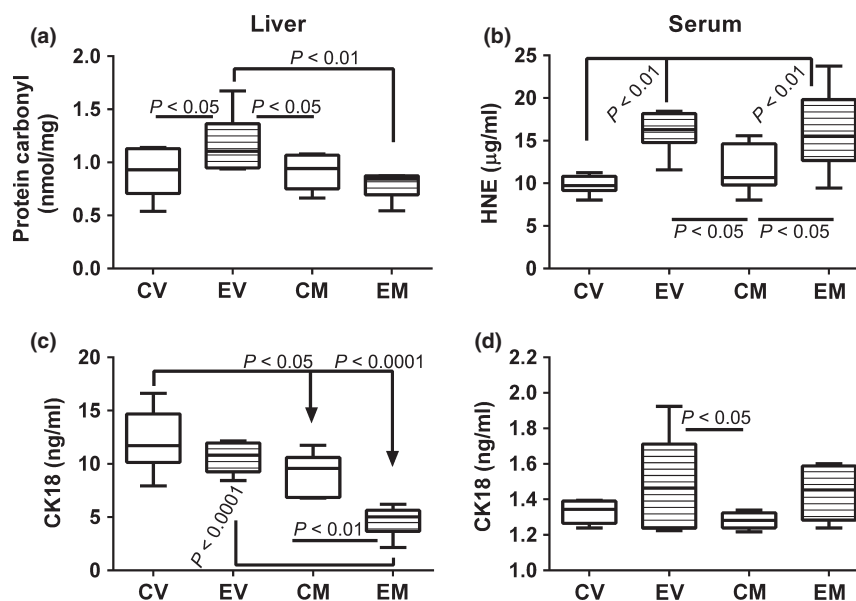 Liver
Serum
(a)
Protein carbonyl
(nmol/mg)
2.0
1.5
1.0
0.5
0.0
P < 0.01
P < 0.05
P < 0.05
CV EV CM EM
(b)
HNE (µg/ml)
25
20
15
10
5
0
P < 0.01
P < 0.01
P < 0.05
P < 0.05
CV EV CM EM
(c)
CK18 (ng/ml)
20
15
10
5
0
P < 0.05
P < 0.0001
P < 0.0001
P < 0.01
CV EV CM EM
(d)
CK18 (ng/ml)
2.2
2.0
1.8
1.6
1.4
1.2
1.0
P < 0.05
CV EV CM EM